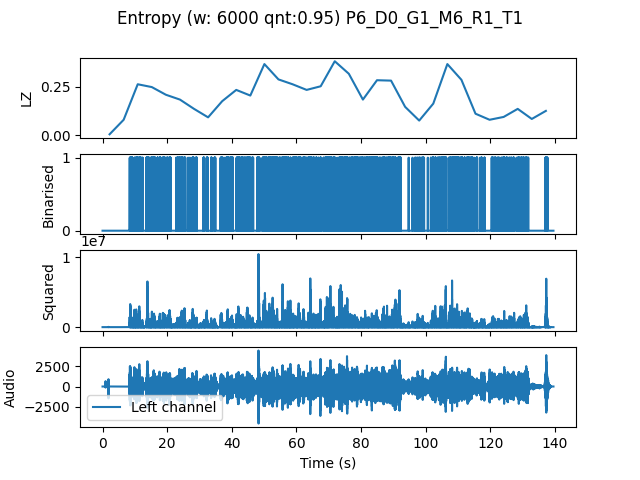 Entropy (w: 6000 qnt:0.95) P6_D0_G1_M6_R1_T1
LZ
0.25
0.00
Binarised
1
0
1e7
Squared
1
0
Audio
2500
0
−2500
Left channel
0 20 40 60 80 100 120 140
Time (s)